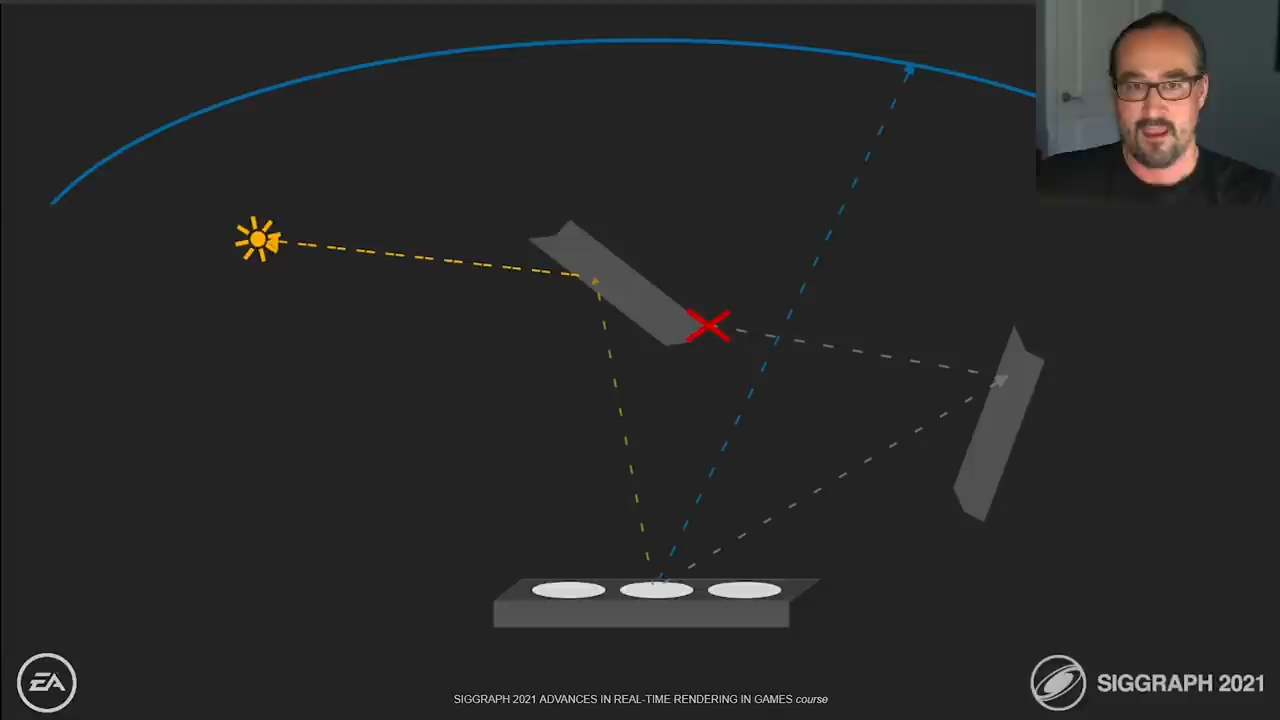 EA
SIGGRAPH 2021 ADVANCES IN REAL-TIME RENDERING IN GAMES course
SIGGRAPH 2021